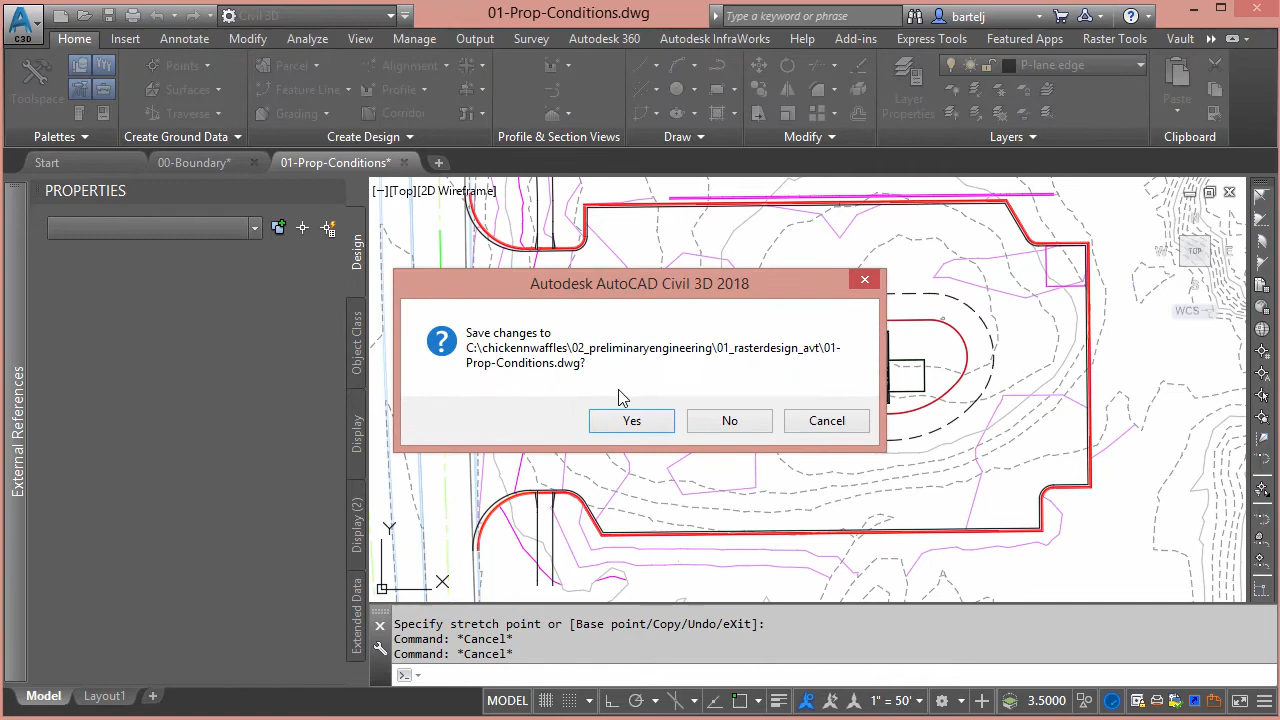 C3D
Civil 3D
01-Prop-Conditions.dwg
Type a keyword or phrase
bartelj
Home
Insert
Annotate
Modify
Analyze
View
Manage
Output
Survey
Autodesk 360
Autodesk InfraWorks
Help
Add-ins
Express Tools
Featured Apps
Raster Tools
Vault
Toolspace
Points
Surfaces
Traverse
Parcel
Feature Line
Grading
Alignment
Profile
Corridor
Layer
Properties
P-lane edge
Paste
Palettes
Create Ground Data
Create Design
Profile & Section Views
Draw
Modify
Layers
Clipboard
Start
00-Boundary*
01-Prop-Conditions*
PROPERTIES
[−][Top][2D Wireframe]
Design
Object Class
Display
Display (2)
Extended Data
External References
W
TOP
E
S
WCS
Autodesk AutoCAD Civil 3D 2018
Save changes to
C:\chickennwaffles\02_preliminaryengineering\01_rasterdesign_avt\01-
Prop-Conditions.dwg?
Yes
No
Cancel
Y
X
Specify stretch point or [Base point/Copy/Undo/eXit]:
Command: *Cancel*
Command: *Cancel*
Model
Layout1
MODEL
1" = 50'
3.5000